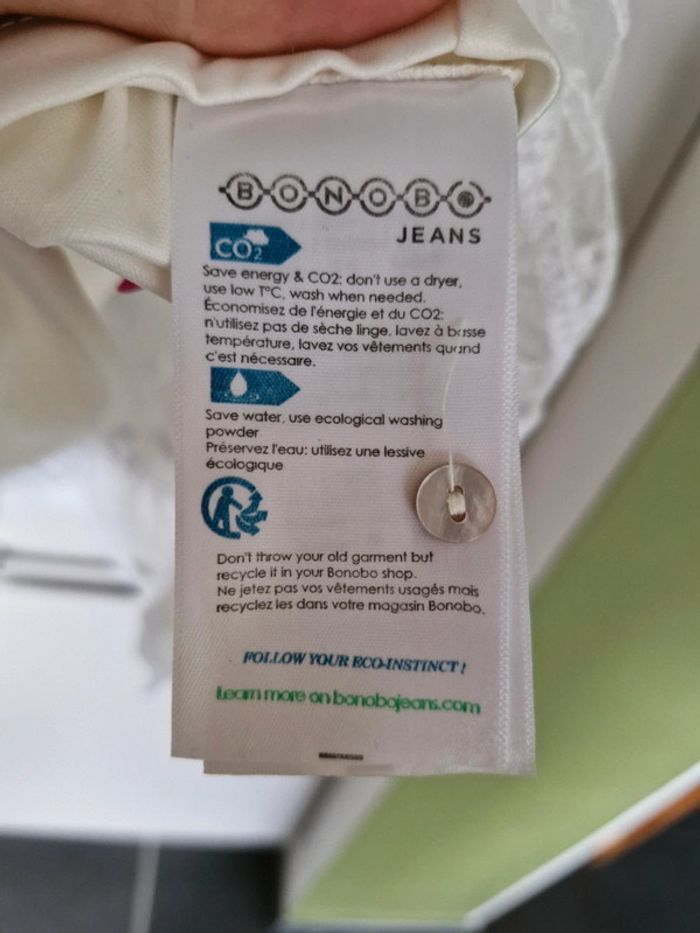 BONOBO
JEANS
CO2
Save energy & CO2: don't use a dryer,
use low T°C, wash when needed.
Économisez de l'énergie et du CO2:
n'utilisez pas de sèche linge, lavez à basse
température, lavez vos vêtements quand
c'est nécessaire.
Save water, use ecological washing
powder
Préservez l'eau: utilisez une lessive
écologique
Don't throw your old garment but
recycle it in your Bonobo shop.
Ne jetez pas vos vêtements usagés mais
recyclez les dans votre magasin Bonobo.
FOLLOW YOUR ECO-INSTINCT !
Learn more on bonobojeans.com